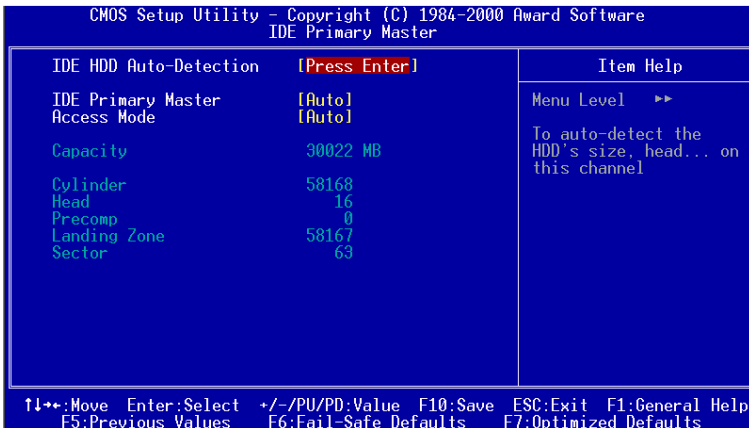 CMOS Setup Utility - Copyright (C) 1984-2000 Award Software
IDE Primary Master
IDE HDD Auto-Detection [Press Enter]
IDE Primary Master [Auto]
Access Mode [Auto]
Capacity 30022 MB
Cylinder 58168
Head 16
Precomp 0
Landing Zone 58167
Sector 63
Item Help
Menu Level ▸▸
To auto-detect the
HDD's size, head... on
this channel
↑↓→←:Move Enter:Select +/-/PU/PD:Value F10:Save ESC:Exit F1:General Help
F5:Previous Values F6:Fail-Safe Defaults F7:Optimized Defaults